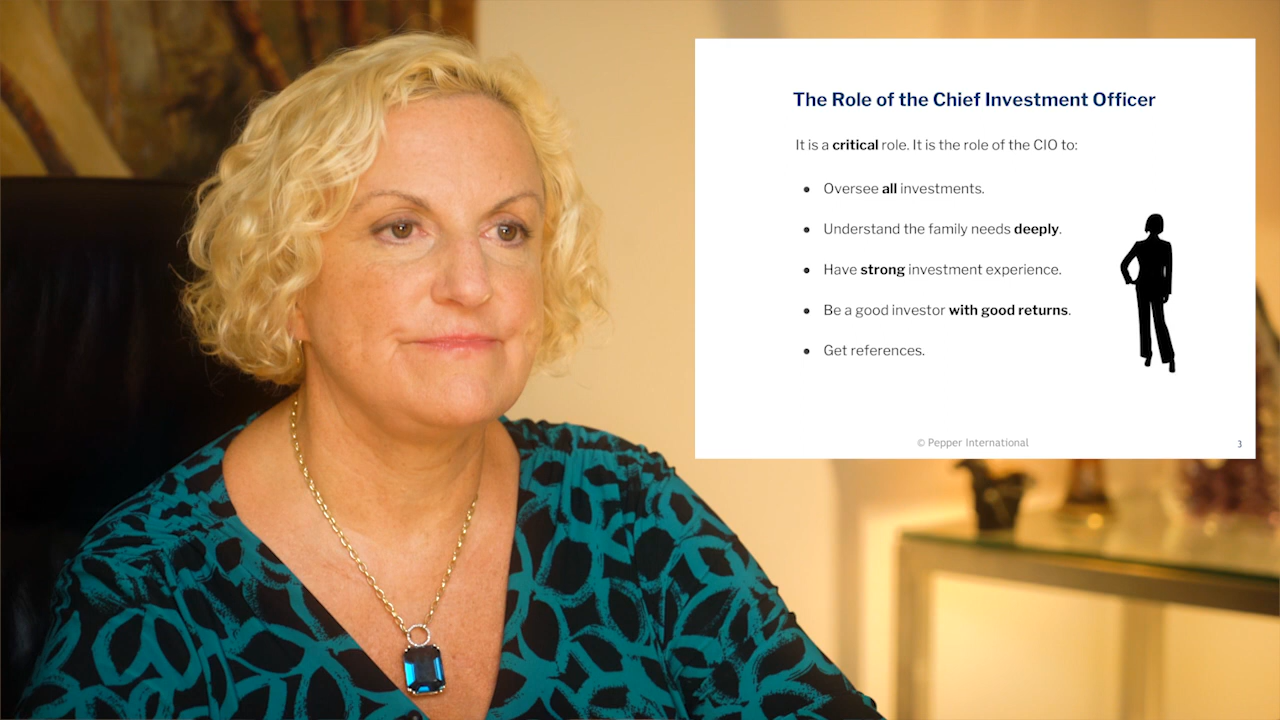 The Role of the Chief Investment Officer
It is a critical role. It is the role of the CIO to:
● Oversee all investments.
● Understand the family needs deeply.
● Have strong investment experience.
● Be a good investor with good returns.
● Get references.
© Pepper International
3